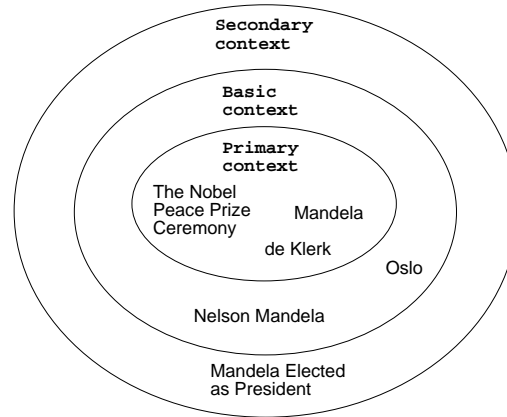 Secondary
context
Basic
context
Primary
context
The Nobel
Peace Prize
Ceremony
Mandela
de Klerk
Oslo
Nelson Mandela
Mandela Elected
as President